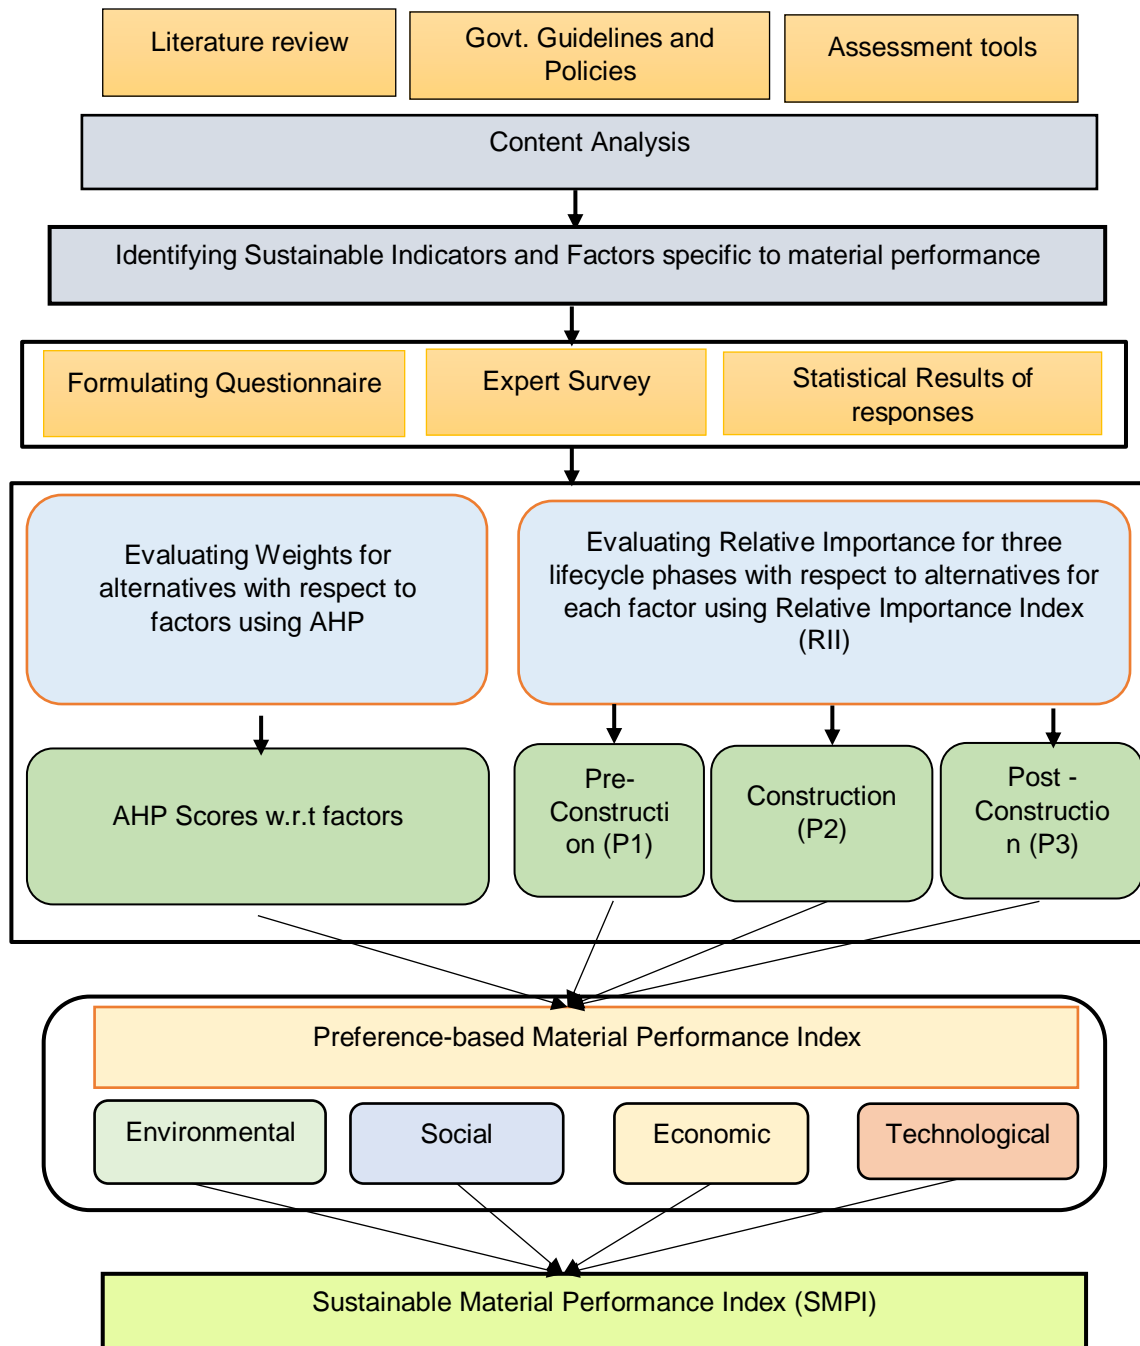 Literature review
Govt. Guidelines and
Policies
Assessment tools
Content Analysis
Identifying Sustainable Indicators and Factors specific to material performance
Formulating Questionnaire
Expert Survey
Statistical Results of
responses
Evaluating Weights for
alternatives with respect to
factors using AHP
Evaluating Relative Importance for three
lifecycle phases with respect to alternatives for
each factor using Relative Importance Index
(RII)
AHP Scores w.r.t factors
Pre-
Constructi
on (P1)
Construction
(P2)
Post -
Constructio
n (P3)
Preference-based Material Performance Index
Environmental
Social
Economic
Technological
Sustainable Material Performance Index (SMPI)